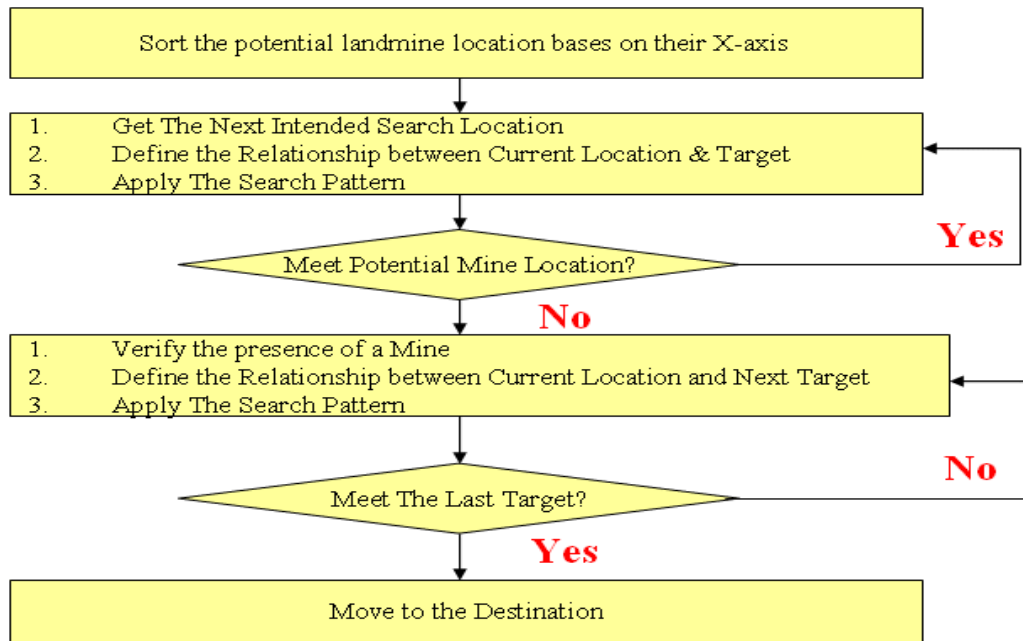 Sort the potential landmine location bases on their X-axis
1. Get The Next Intended Search Location
2. Define the Relationship between Current Location & Target
3. Apply The Search Pattern
Yes
Meet Potential Mine Location?
No
1. Verify the presence of a Mine
2. Define the Relationship between Current Location and Next Target
3. Apply The Search Pattern
No
Meet The Last Target?
Yes
Move to the Destination